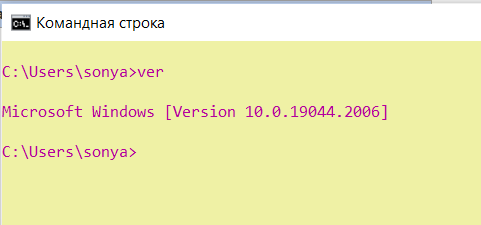 Командная строка
C:\Users\sonya>ver
Microsoft Windows [Version 10.0.19044.2006]
C:\Users\sonya>